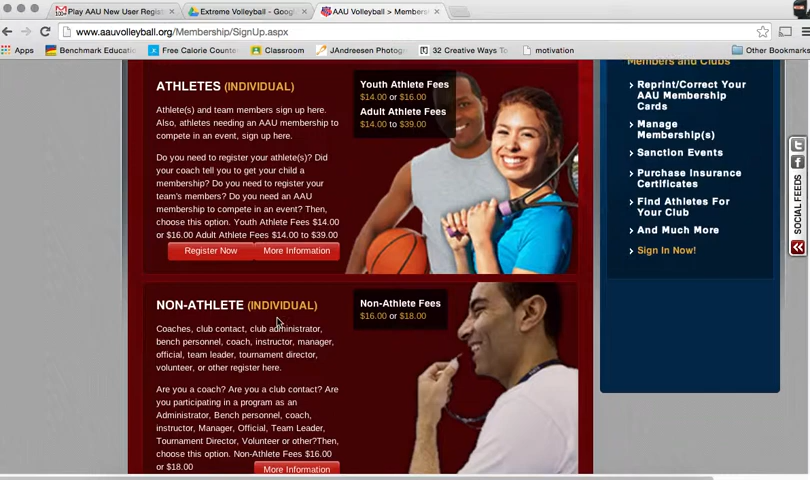 Play AAU New User Regist
Extreme Volleyball - Goog
AAU Volleyball > Members
www.aauvolleyball.org/Membership/SignUp.aspx
Apps
Benchmark Educati
Free Calorie Counter
Classroom
JAndreesen Photogr
32 Creative Ways To
motivation
Other Bookmarks
ATHLETES (INDIVIDUAL)
Athlete(s) and team members sign up here.
Also, athletes needing an AAU membership to
compete in an event, sign up here.
Do you need to register your athlete(s)? Did
your coach tell you to get your child a
membership? Do you need to register
your team's members? Do you need an AAU
membership to compete in an event? Then,
choose this option. Youth Athlete Fees $14.00
or $16.00 Adult Athlete Fees $14.00 to $39.00
Register Now
More Information
Youth Athlete Fees
$14.00 or $16.00
Adult Athlete Fees
$14.00 to $39.00
NON-ATHLETE (INDIVIDUAL)
Coaches, club contact, club administrator,
bench personnel, coach, instructor, manager,
official, team leader, tournament director,
volunteer, or other register here.
Are you a coach? Are you a club contact? Are
you participating in a program as an
Administrator, Bench personnel, coach,
instructor, Manager, Official, Team Leader,
Tournament Director, Volunteer or other?Then,
choose this option. Non-Athlete Fees $16.00
or $18.00
More Information
Non-Athlete Fees
$16.00 or $18.00
Members and Clubs
Reprint/Correct Your
AAU Membership
Cards
Manage
Membership(s)
Sanction Events
Purchase Insurance
Certificates
Find Athletes For
Your Club
And Much More
Sign In Now!
SOCIAL FEEDS